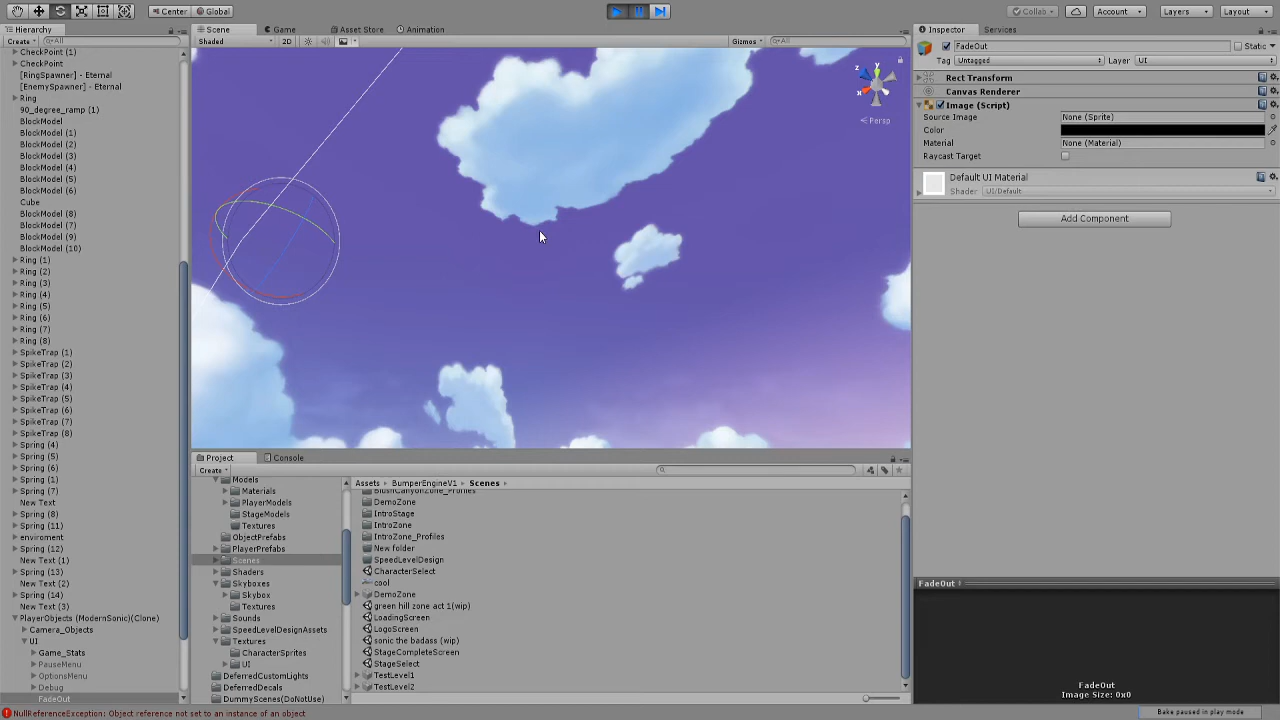 Center
Global
Collab
Account
Layers
Layout
Hierarchy
Create
All
CheckPoint (1)
CheckPoint
[RingSpawner] - Eternal
[EnemySpawner] - Eternal
Ring
90_degree_ramp (1)
BlockModel
BlockModel (1)
BlockModel (2)
BlockModel (3)
BlockModel (4)
BlockModel (5)
BlockModel (6)
Cube
BlockModel (8)
BlockModel (7)
BlockModel (9)
BlockModel (10)
Ring (1)
Ring (2)
Ring (3)
Ring (4)
Ring (5)
Ring (6)
Ring (7)
Ring (8)
SpikeTrap (1)
SpikeTrap (2)
SpikeTrap (3)
SpikeTrap (4)
SpikeTrap (5)
SpikeTrap (6)
SpikeTrap (7)
SpikeTrap (8)
Spring (4)
Spring (5)
Spring (6)
Spring (1)
Spring (7)
New Text
Spring (8)
Spring (11)
enviroment
Spring (12)
New Text (1)
Spring (13)
New Text (2)
Spring (14)
New Text (3)
PlayerObjects (ModernSonic)(Clone)
Camera_Objects
UI
Game_Stats
PauseMenu
OptionsMenu
Debug
FadeOut
Scene
Game
Asset Store
Animation
Shaded
2D
Gizmos
All
y
z
x
Persp
Project
Console
Create
Models
Materials
PlayerModels
StageModels
Textures
ObjectPrefabs
PlayerPrefabs
Scenes
Shaders
Skyboxes
Skybox
Textures
Sounds
SpeedLevelDesignAssets
Textures
CharacterSprites
UI
DeferredCustomLights
DeferredDecals
DummyScenes(DoNotUse)
Assets
BumperEngineV1
Scenes
BlushCanyonZone_Profiles
DemoZone
IntroStage
IntroZone
IntroZone_Profiles
New folder
SpeedLevelDesign
CharacterSelect
cool
DemoZone
green hill zone act 1(wip)
LoadingScreen
LogoScreen
sonic the badass (wip)
StageCompleteScreen
StageSelect
TestLevel1
TestLevel2
Inspector
Services
FadeOut
Static
Tag Untagged
Layer UI
Rect Transform
Canvas Renderer
Image (Script)
Source Image None (Sprite)
Color
Material None (Material)
Raycast Target
Default UI Material
Shader UI/Default
Add Component
FadeOut
FadeOut
Image Size: 0x0
NullReferenceException: Object reference not set to an instance of an object
Bake paused in play mode